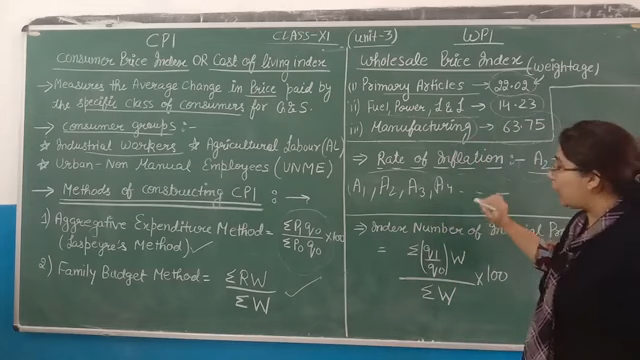 CLASS-XI (unit-3)
CPI
Consumer Price Index OR Cost of living index
→ Measures the Average Change in Price paid by
the specific class of consumers for G & S.
→ Consumer groups :-
☆ Industrial Workers ☆ Agricultural Labour (AL)
☆ Urban Non Manual Employees (UNME)
→ Methods of constructing CPI :→
1) Aggregative Expenditure Method = ΣP₁q₀/ΣP₀q₀ × 100
(Laspeyre's Method) ✓
2) Family Budget Method = ΣRW/ΣW ✓
WPI
Wholesale Price Index (weightage)
(i) Primary Articles → 22.02
ii) Fuel, Power, L & L → 14.23
iii) Manufacturing → 63.75
⇒ Rate of Inflation :- A2
A1, A2, A3, A4 - -
⇒ Index Number of
= Σ(q₁/q₀)W/ΣW × 100